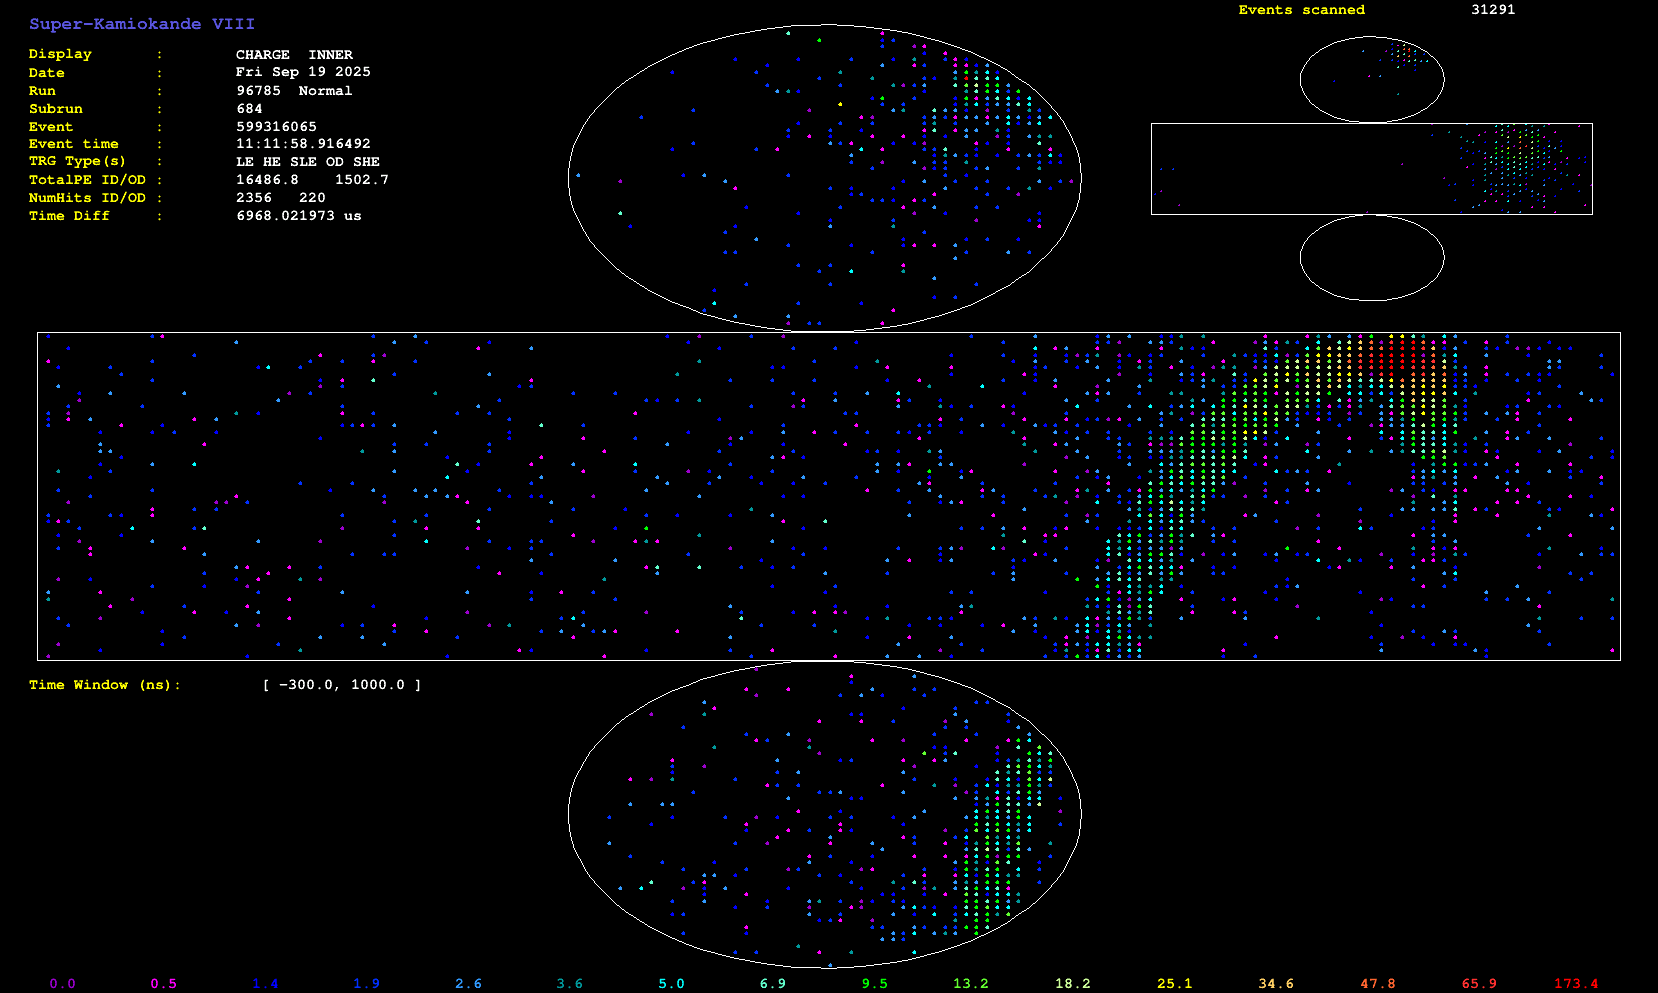 Super-Kamiokande VIII
Display : CHARGE INNER
Date : Fri Sep 19 2025
Run : 96785 Normal
Subrun : 684
Event : 599316065
Event time : 11:11:58.916492
TRG Type(s) : LE HE SLE OD SHE
TotalPE ID/OD : 16486.8 1502.7
NumHits ID/OD : 2356 220
Time Diff : 6968.021973 us
Events scanned 31291
Time Window (ns): [ -300.0, 1000.0 ]
0.0 0.5 1.4 1.9 2.6 3.6 5.0 6.9 9.5 13.2 18.2 25.1 34.6 47.8 65.9 173.4